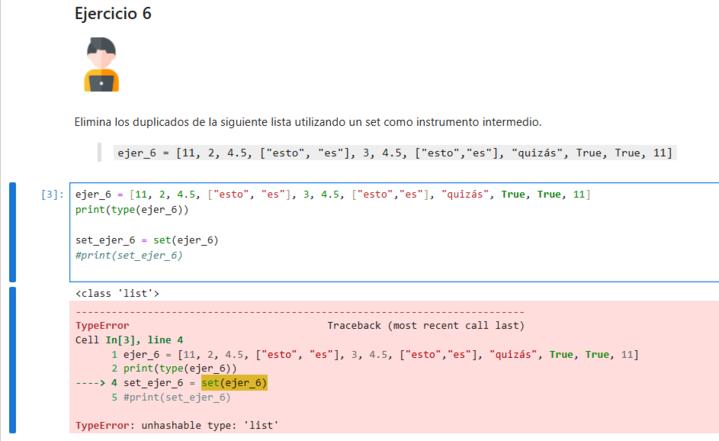 Ejercicio 6
Elimina los duplicados de la siguiente lista utilizando un set como instrumento intermedio.
ejer_6 = [11, 2, 4.5, ["esto", "es"], 3, 4.5, ["esto","es"], "quizás", True, True, 11]
[3]: ejer_6 = [11, 2, 4.5, ["esto", "es"], 3, 4.5, ["esto","es"], "quizás", True, True, 11]
print(type(ejer_6))
set_ejer_6 = set(ejer_6)
#print(set_ejer_6)
<class 'list'>
---------------------------------------------------------------------------
TypeError                                 Traceback (most recent call last)
Cell In[3], line 4
      1 ejer_6 = [11, 2, 4.5, ["esto", "es"], 3, 4.5, ["esto","es"], "quizás", True, True, 11]
      2 print(type(ejer_6))
----> 4 set_ejer_6 = set(ejer_6)
      5 #print(set_ejer_6)
TypeError: unhashable type: 'list'